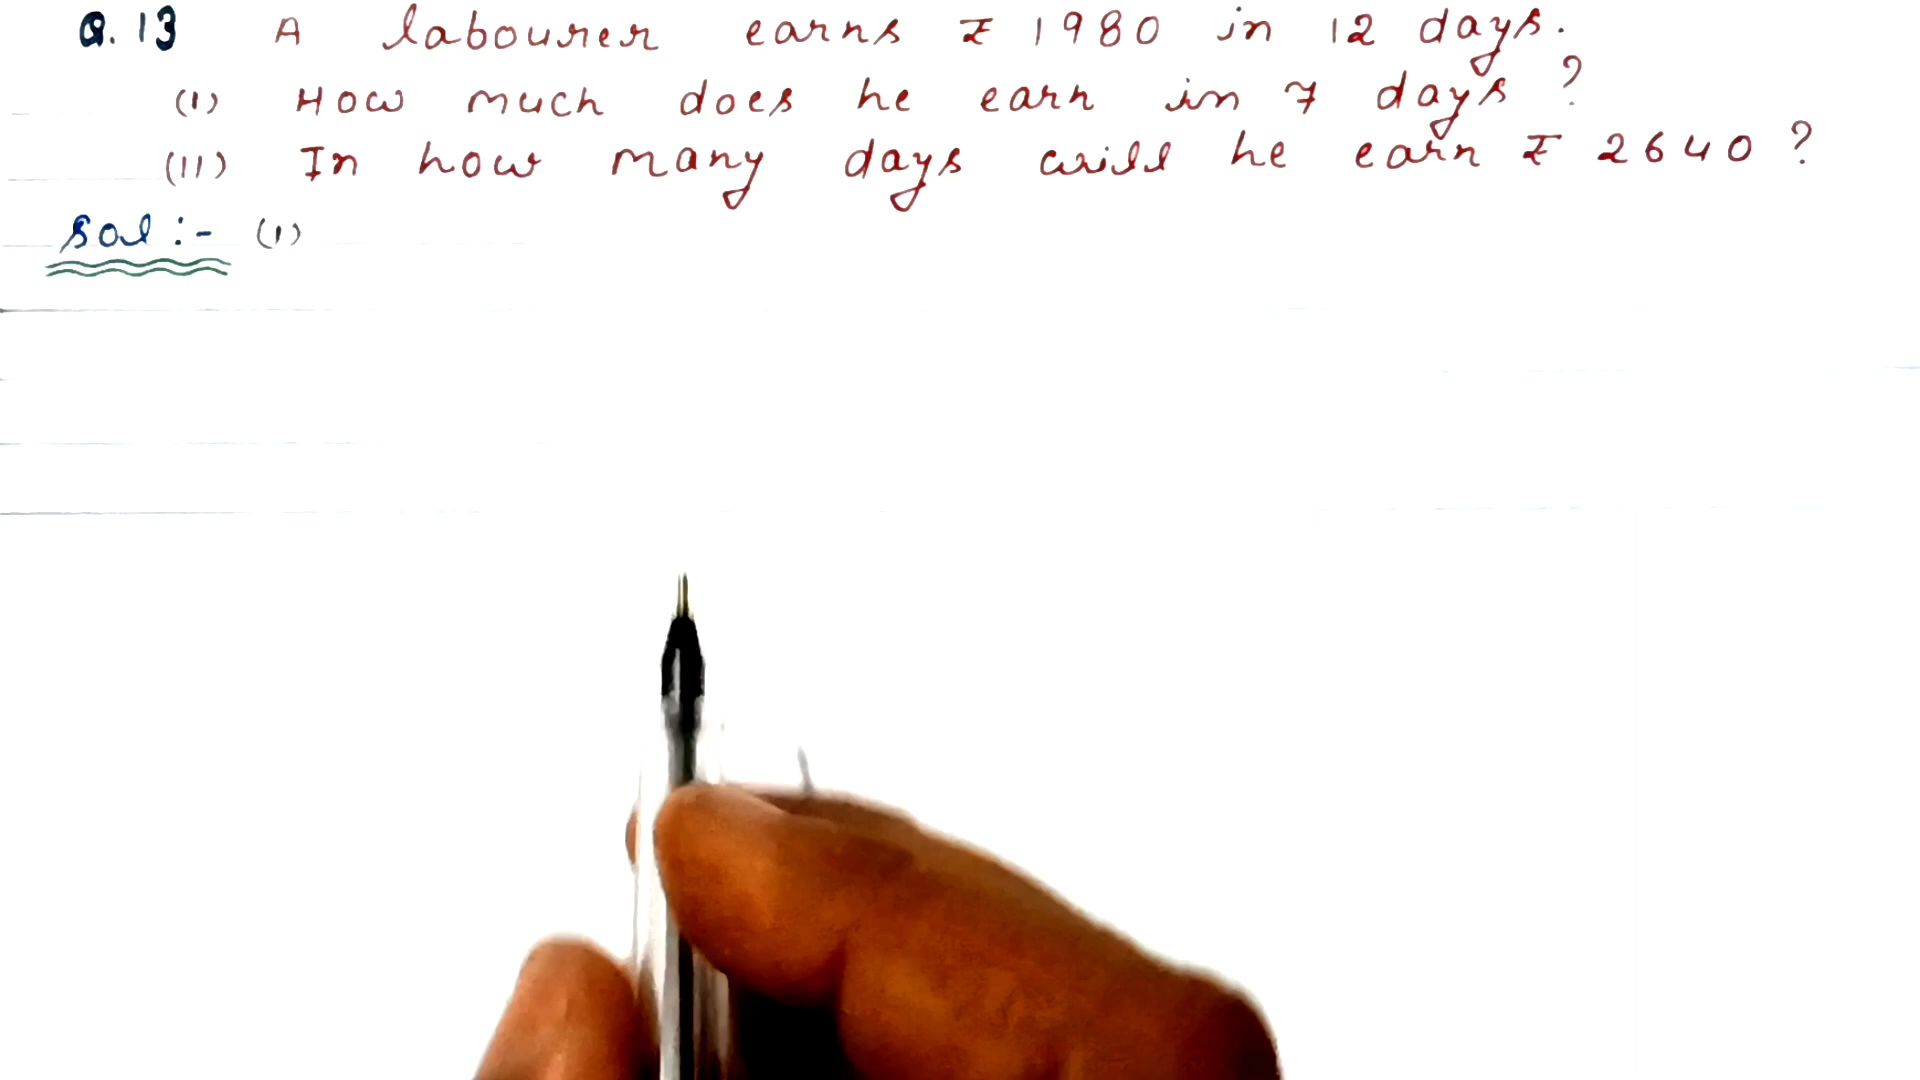 Q.13 A labourer earns ₹ 1980 in 12 days.
(I) How much does he earn in 7 days ?
(II) In how many days will he earn ₹ 2640 ?
Sol :- (I)